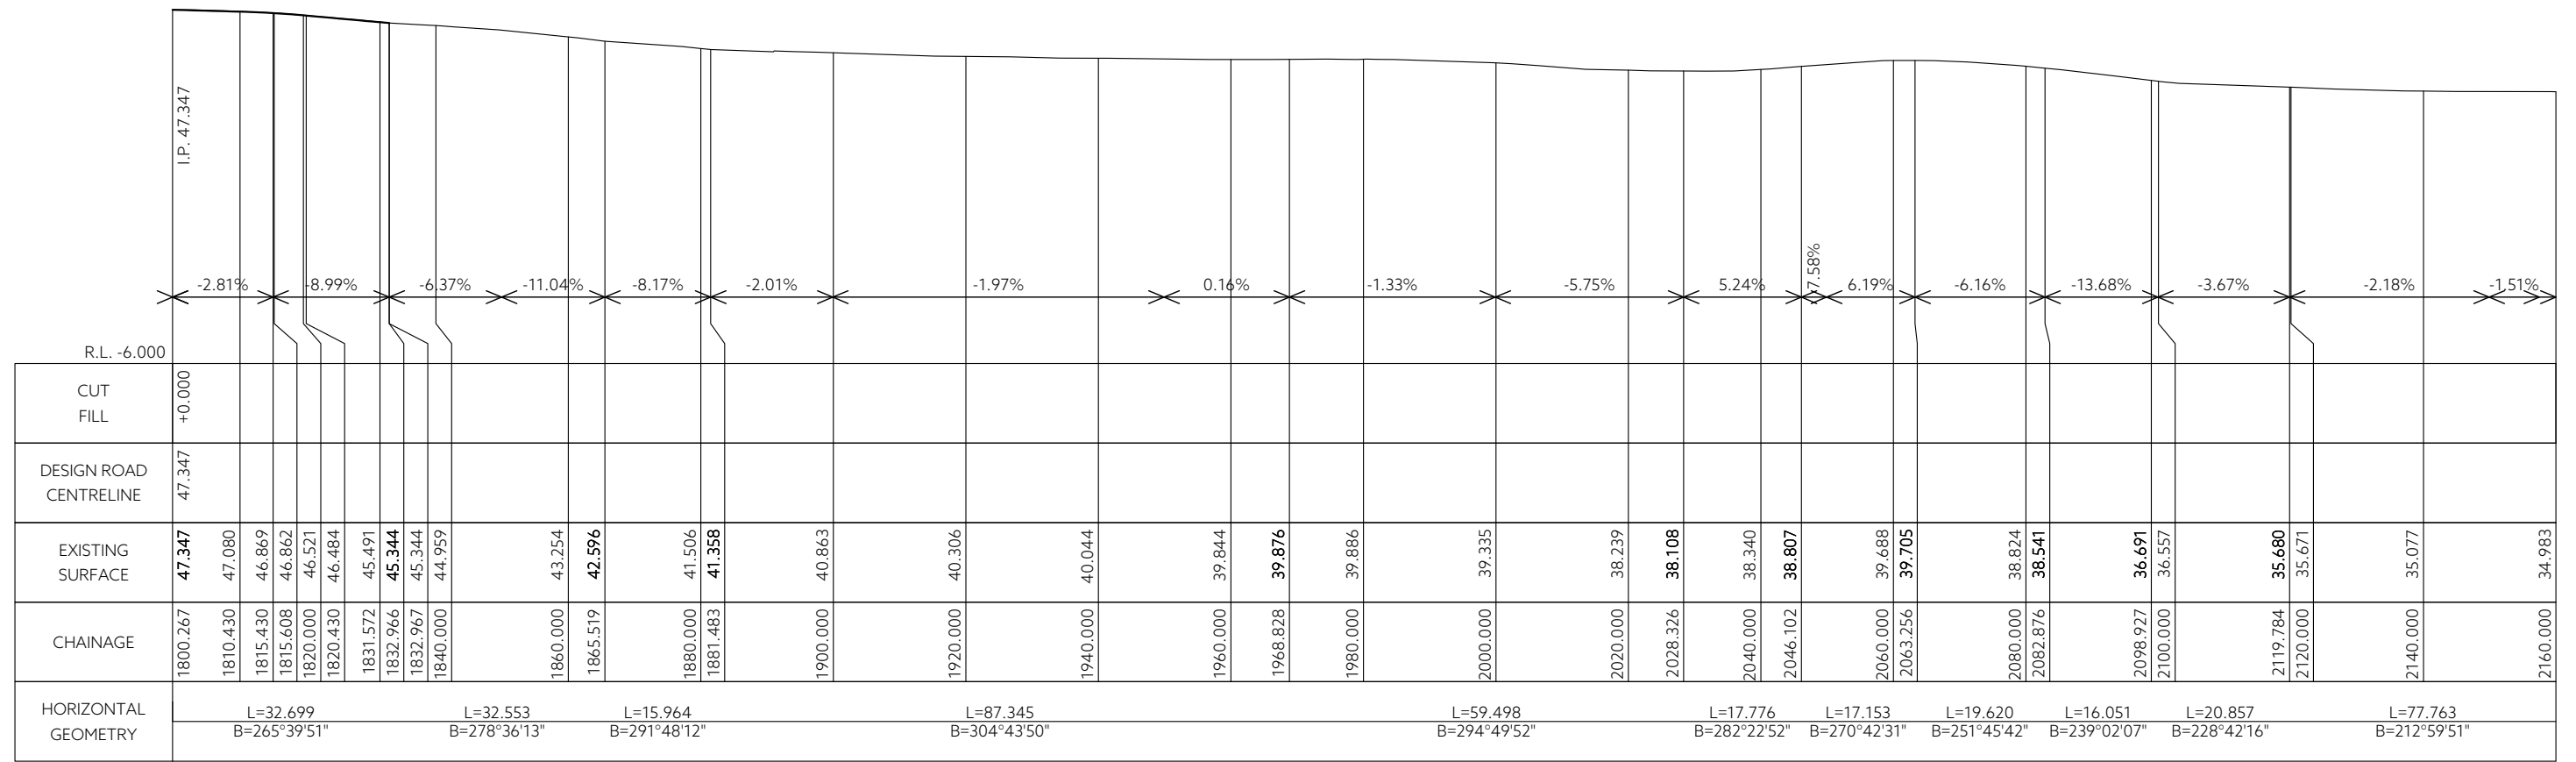 I.P. 47.347
-2.81%
-8.99%
-6.37%
-11.04%
-8.17%
-2.01%
-1.97%
0.16%
-1.33%
-5.75%
5.24%
6.19%
-6.16%
-13.68%
-3.67%
-2.18%
-1.51%
R.L. -6.000
CUT
FILL
+0.000
DESIGN ROAD
CENTRELINE
47.347
EXISTING
SURFACE
47.347
47.080
46.869
46.862
46.521
46.484
45.491
45.344
45.344
44.959
43.254
42.596
41.506
41.358
40.863
40.306
40.044
39.844
39.876
39.886
39.335
38.239
38.108
38.340
38.807
39.688
39.705
38.824
38.541
36.691
36.557
35.680
35.671
35.077
34.983
CHAINAGE
1800.267
1810.430
1815.430
1815.608
1820.000
1820.430
1831.572
1832.966
1832.967
1840.000
1860.000
1865.519
1880.000
1881.483
1900.000
1920.000
1940.000
1960.000
1968.828
1980.000
2000.000
2020.000
2028.326
2040.000
2046.102
2060.000
2063.256
2080.000
2082.876
2098.927
2100.000
2119.784
2120.000
2140.000
2160.000
HORIZONTAL
GEOMETRY
L=32.699
B=265°39'51"
L=32.553
B=278°36'13"
L=15.964
B=291°48'12"
L=87.345
B=304°43'50"
L=59.498
B=294°49'52"
L=17.776
B=282°22'52"
L=17.153
B=270°42'31"
L=19.620
B=251°45'42"
L=16.051
B=239°02'07"
L=20.857
B=228°42'16"
L=77.763
B=212°59'51"